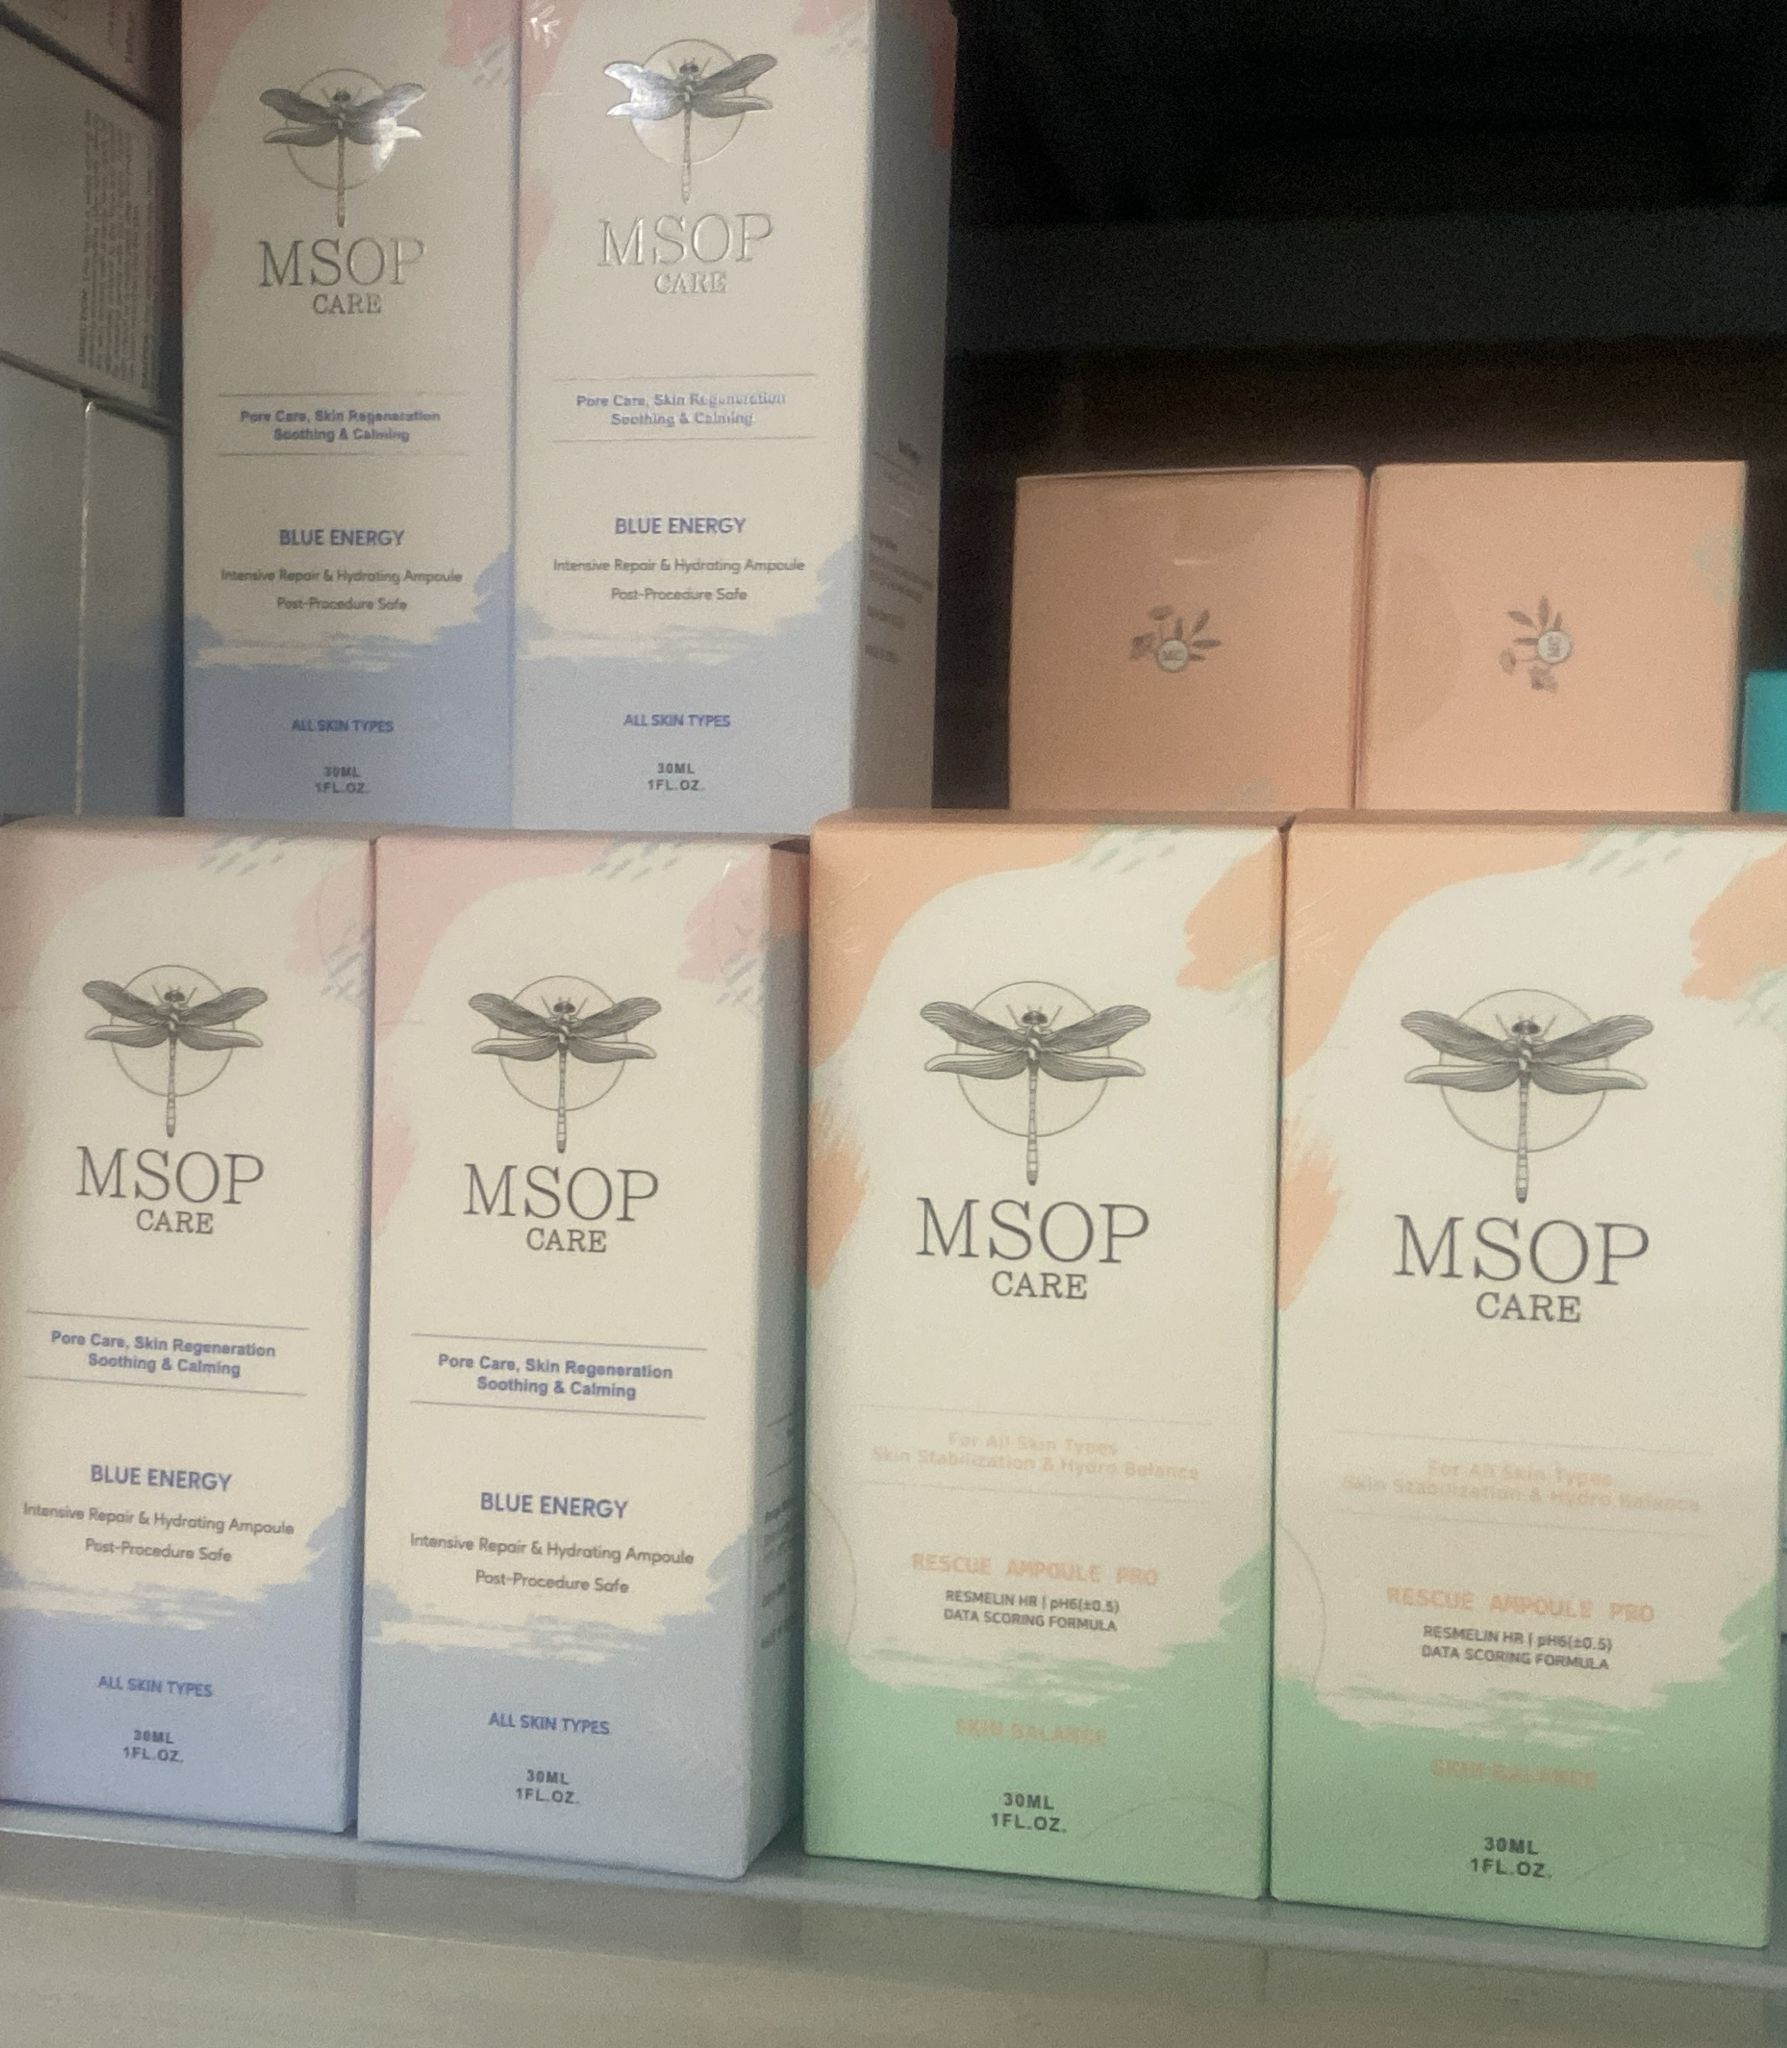 MSOP
CARE
Pore Care, Skin Regeneration
Soothing & Calming
BLUE ENERGY
Intensive Repair & Hydrating Ampoule
Post-Procedure Safe
ALL SKIN TYPES
30ML
1FL.OZ.
MSOP
CARE
Pore Care, Skin Regeneration
Soothing & Calming
BLUE ENERGY
Intensive Repair & Hydrating Ampoule
Post-Procedure Safe
ALL SKIN TYPES
30ML
1FL.OZ.
MSOP
CARE
Pore Care, Skin Regeneration
Soothing & Calming
BLUE ENERGY
Intensive Repair & Hydrating Ampoule
Post-Procedure Safe
ALL SKIN TYPES
30ML
1FL.OZ.
MSOP
CARE
Pore Care, Skin Regeneration
Soothing & Calming
BLUE ENERGY
Intensive Repair & Hydrating Ampoule
Post-Procedure Safe
ALL SKIN TYPES
30ML
1FL.OZ.
MSOP
CARE
For All Skin Types
Skin Stabilization & Hydro Balance
RESCUE AMPOULE PRO
RESMELIN HR | pH6(±0.5)
DATA SCORING FORMULA
SKIN BALANCE
30ML
1FL.OZ.
MSOP
CARE
For All Skin Types
Skin Stabilization & Hydro Balance
RESCUE AMPOULE PRO
RESMELIN HR | pH6(±0.5)
DATA SCORING FORMULA
SKIN BALANCE
30ML
1FL.OZ.